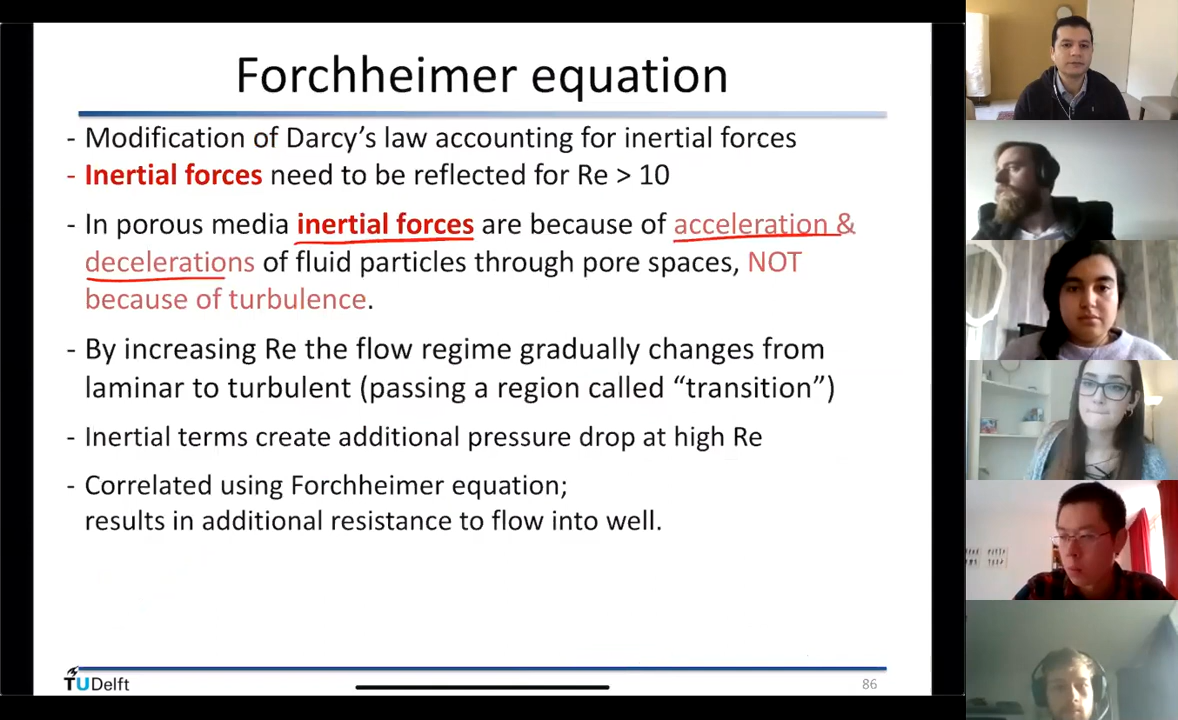 Forchheimer equation
- Modification of Darcy's law accounting for inertial forces
- Inertial forces need to be reflected for Re > 10
- In porous media inertial forces are because of acceleration &
decelerations of fluid particles through pore spaces, NOT
because of turbulence.
- By increasing Re the flow regime gradually changes from
laminar to turbulent (passing a region called “transition”)
- Inertial terms create additional pressure drop at high Re
- Correlated using Forchheimer equation;
results in additional resistance to flow into well.
TUDelft
86